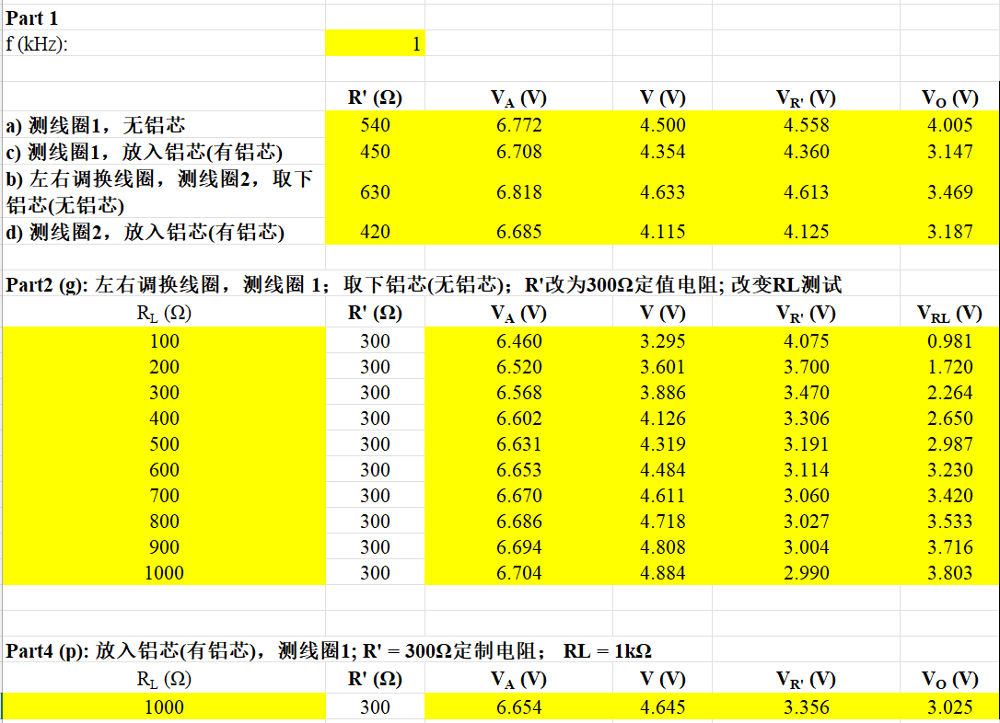 Part 1
f (kHz): 1
R' (Ω) VA (V) V (V) VR' (V) VO (V)
a) 测线圈1，无铝芯 540 6.772 4.500 4.558 4.005
c) 测线圈1，放入铝芯(有铝芯) 450 6.708 4.354 4.360 3.147
b) 左右调换线圈，测线圈2，取下
铝芯(无铝芯) 630 6.818 4.633 4.613 3.469
d) 测线圈2，放入铝芯(有铝芯) 420 6.685 4.115 4.125 3.187
Part2 (g): 左右调换线圈，测线圈 1；取下铝芯(无铝芯)；R'改为300Ω定值电阻; 改变RL测试
RL (Ω) R' (Ω) VA (V) V (V) VR' (V) VRL (V)
100 300 6.460 3.295 4.075 0.981
200 300 6.520 3.601 3.700 1.720
300 300 6.568 3.886 3.470 2.264
400 300 6.602 4.126 3.306 2.650
500 300 6.631 4.319 3.191 2.987
600 300 6.653 4.484 3.114 3.230
700 300 6.670 4.611 3.060 3.420
800 300 6.686 4.718 3.027 3.533
900 300 6.694 4.808 3.004 3.716
1000 300 6.704 4.884 2.990 3.803
Part4 (p): 放入铝芯(有铝芯)，测线圈1; R' = 300Ω定制电阻； RL = 1kΩ
RL (Ω) R' (Ω) VA (V) V (V) VR' (V) VO (V)
1000 300 6.654 4.645 3.356 3.025